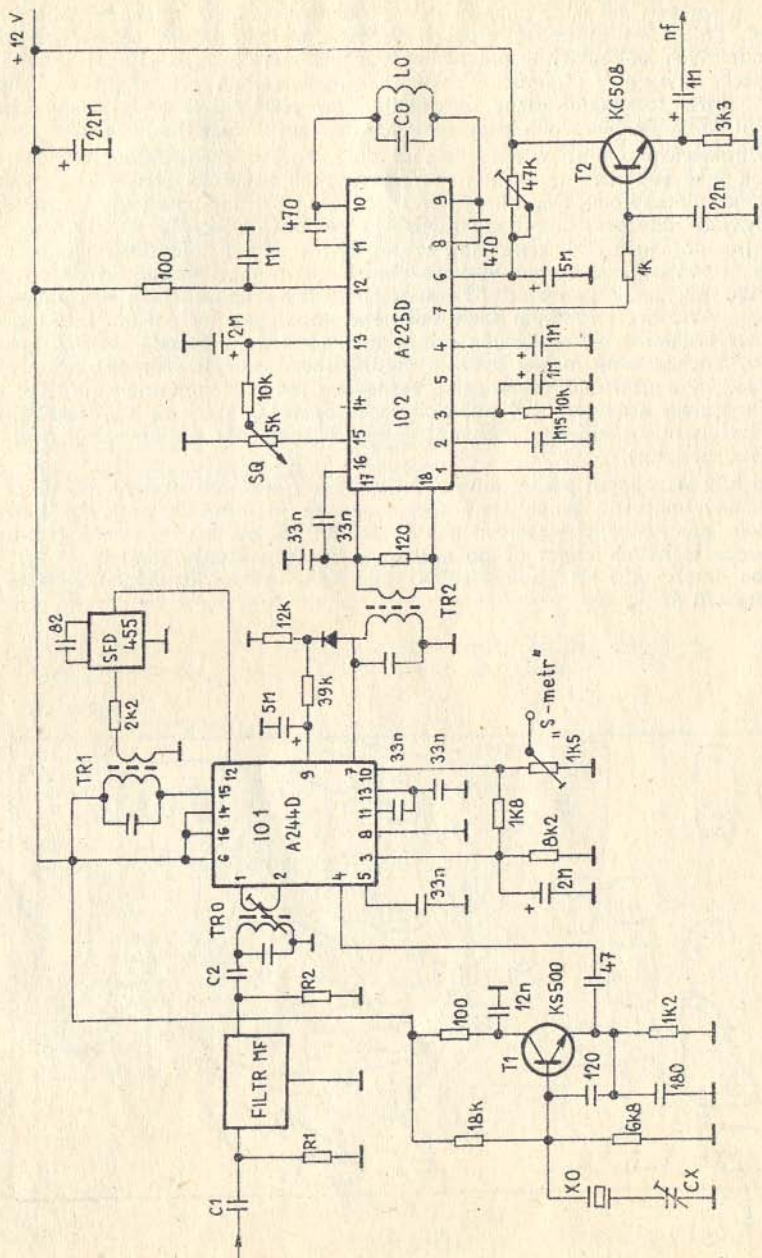 +12 V
+ 22M
82
SFD
455
2k2
TR1
12k
5M
+
39k
6 16 14 15 12
IO1
A244D
1 2 4 5 3 8 11 13 10 7 9
TR0
C1
R1
FILTR MF
R2
C2
33n
+ 2M
8k2
1K8
33n
33n
„S-metr"
1K5
TR2
120
33n
33n
SQ
5K
10k
+ 2M
100
M1
470
C0
L0
17 16 15 14 13 12 11 10
IO2
A225D
18 1 2 3 5 4 7 6 8 9
M15
10k
+ 1M
+ 1M
+ 5M
470
47K
1k
22n
T2
KC508
3k3
+ 1M
nf
18k
100
12n
T1
KS500
47
120
180
1k2
6K8
X0
CX